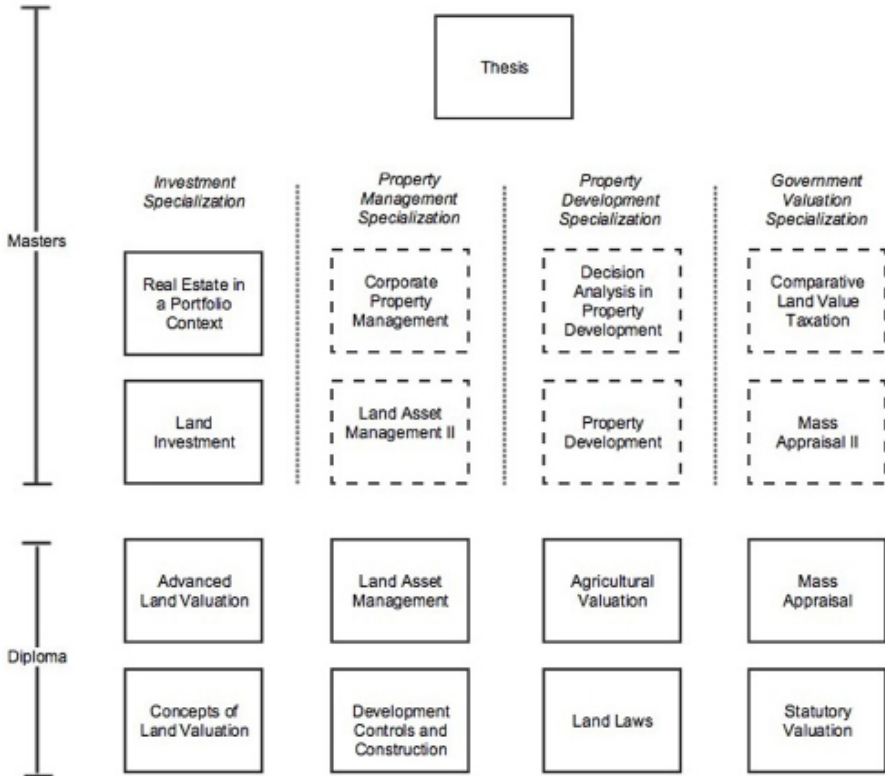 Thesis
Investment
Specialization
Property
Management
Specialization
Property
Development
Specialization
Government
Valuation
Specialization
Masters
Real Estate in
a Portfolio
Context
Corporate
Property
Management
Decision
Analysis in
Property
Development
Comparative
Land Value
Taxation
Land
Investment
Land Asset
Management II
Property
Development
Mass
Appraisal II
Advanced
Land Valuation
Land Asset
Management
Agricultural
Valuation
Mass
Appraisal
Diploma
Concepts of
Land Valuation
Development
Controls and
Construction
Land Laws
Statutory
Valuation